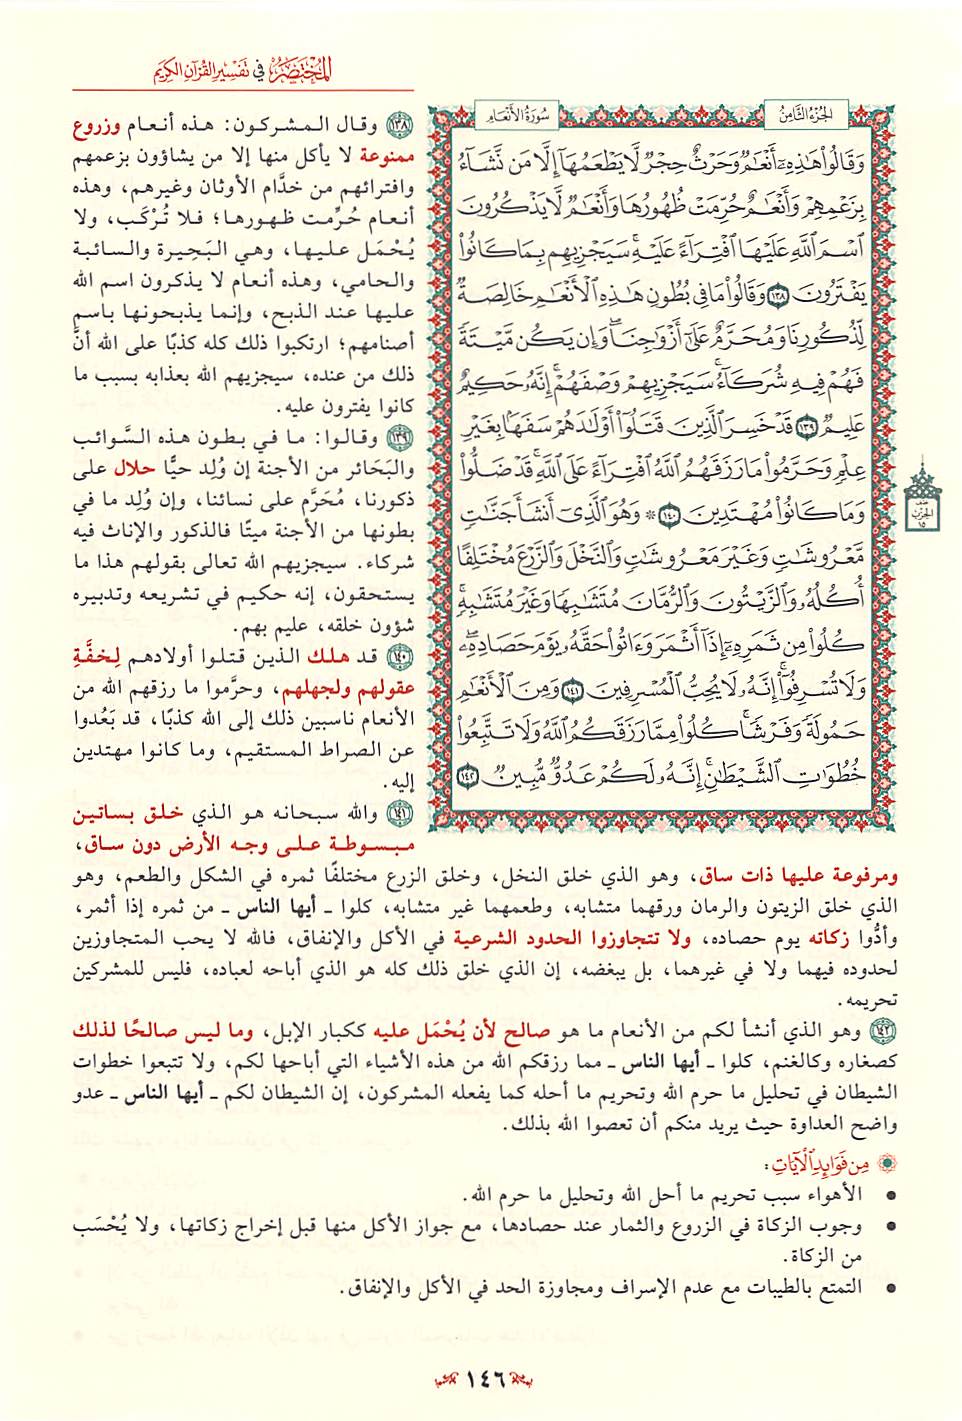 المختصر في تفسير القرآن الكريم
الجزء الثامن
سورة الأنعام
وَقَالُوا۟ هَٰذِهِۦٓ أَنْعَٰمٌ وَحَرْثٌ حِجْرٌ لَّا يَطْعَمُهَآ إِلَّا مَن نَّشَآءُ
بِزَعْمِهِمْ وَأَنْعَٰمٌ حُرِّمَتْ ظُهُورُهَا وَأَنْعَٰمٌ لَّا يَذْكُرُونَ
ٱسْمَ ٱللَّهِ عَلَيْهَا ٱفْتِرَآءً عَلَيْهِ ۚ سَيَجْزِيهِم بِمَا كَانُوا۟
يَفْتَرُونَ ١٣٨ وَقَالُوا۟ مَا فِى بُطُونِ هَٰذِهِ ٱلْأَنْعَٰمِ خَالِصَةٌ
لِّذُكُورِنَا وَمُحَرَّمٌ عَلَىٰٓ أَزْوَٰجِنَا ۖ وَإِن يَكُن مَّيْتَةً
فَهُمْ فِيهِ شُرَكَآءُ ۚ سَيَجْزِيهِمْ وَصْفَهُمْ ۚ إِنَّهُۥ حَكِيمٌ
عَلِيمٌ ١٣٩ قَدْ خَسِرَ ٱلَّذِينَ قَتَلُوٓا۟ أَوْلَٰدَهُمْ سَفَهًۢا بِغَيْرِ
عِلْمٍ وَحَرَّمُوا۟ مَا رَزَقَهُمُ ٱللَّهُ ٱفْتِرَآءً عَلَى ٱللَّهِ ۚ قَدْ ضَلُّوا۟
وَمَا كَانُوا۟ مُهْتَدِينَ ١٤٠ ۞ وَهُوَ ٱلَّذِىٓ أَنشَأَ جَنَّٰتٍ
مَّعْرُوشَٰتٍ وَغَيْرَ مَعْرُوشَٰتٍ وَٱلنَّخْلَ وَٱلزَّرْعَ مُخْتَلِفًا
أُكُلُهُۥ وَٱلزَّيْتُونَ وَٱلرُّمَّانَ مُتَشَٰبِهًا وَغَيْرَ مُتَشَٰبِهٍ ۚ
كُلُوا۟ مِن ثَمَرِهِۦٓ إِذَآ أَثْمَرَ وَءَاتُوا۟ حَقَّهُۥ يَوْمَ حَصَادِهِۦ ۖ
وَلَا تُسْرِفُوٓا۟ ۚ إِنَّهُۥ لَا يُحِبُّ ٱلْمُسْرِفِينَ ١٤١ وَمِنَ ٱلْأَنْعَٰمِ
حَمُولَةً وَفَرْشًا ۚ كُلُوا۟ مِمَّا رَزَقَكُمُ ٱللَّهُ وَلَا تَتَّبِعُوا۟
خُطُوَٰتِ ٱلشَّيْطَٰنِ ۚ إِنَّهُۥ لَكُمْ عَدُوٌّ مُّبِينٌ ١٤٢
نصف
الحزب
١٥
١٣٨ وقال المشركون: هذه أنعام وزروع
ممنوعة لا يأكل منها إلا من يشاؤون بزعمهم
وافترائهم من خدَّام الأوثان وغيرهم، وهذه
أنعام حُرِّمت ظهورها؛ فلا تُرْكَب، ولا
يُحْمَل عليها، وهي البَحِيرة والسائبة
والحامي، وهذه أنعام لا يذكرون اسم الله
عليها عند الذبح، وإنما يذبحونها باسم
أصنامهم؛ ارتكبوا ذلك كله كذبًا على الله أنَّ
ذلك من عنده، سيجزيهم الله بعذابه بسبب ما
كانوا يفترون عليه.
١٣٩ وقالوا: ما في بطون هذه السَّوائب
والبَحَائر من الأجنة إن وُلِد حيًّا حلال على
ذكورنا، مُحَرَّم على نسائنا، وإن وُلِد ما في
بطونها من الأجنة ميتًا فالذكور والإناث فيه
شركاء. سيجزيهم الله تعالى بقولهم هذا ما
يستحقون، إنه حكيم في تشريعه وتدبيره
شؤون خلقه، عليم بهم.
١٤٠ قد هلك الذين قتلوا أولادهم لِخفَّةِ
عقولهم ولجهلهم، وحرَّموا ما رزقهم الله من
الأنعام ناسبين ذلك إلى الله كذبًا، قد بَعُدوا
عن الصراط المستقيم، وما كانوا مهتدين
إليه.
١٤١ والله سبحانه هو الذي خلق بساتين
مبسوطة على وجه الأرض دون ساق،
ومرفوعة عليها ذات ساق، وهو الذي خلق النخل، وخلق الزرع مختلفًا ثمره في الشكل والطعم، وهو
الذي خلق الزيتون والرمان ورقهما متشابه، وطعمهما غير متشابه، كلوا ـ أيها الناس ـ من ثمره إذا أثمر،
وأدُّوا زكاته يوم حصاده، ولا تتجاوزوا الحدود الشرعية في الأكل والإنفاق، فالله لا يحب المتجاوزين
لحدوده فيهما ولا في غيرهما، بل يبغضه، إن الذي خلق ذلك كله هو الذي أباحه لعباده، فليس للمشركين
تحريمه.
١٤٢ وهو الذي أنشأ لكم من الأنعام ما هو صالح لأن يُحْمَل عليه ككبار الإبل، وما ليس صالحًا لذلك
كصغاره وكالغنم، كلوا ـ أيها الناس ـ مما رزقكم الله من هذه الأشياء التي أباحها لكم، ولا تتبعوا خطوات
الشيطان في تحليل ما حرم الله وتحريم ما أحله كما يفعله المشركون، إن الشيطان لكم ـ أيها الناس ـ عدو
واضح العداوة حيث يريد منكم أن تعصوا الله بذلك.
من فوائد الآيات:
• الأهواء سبب تحريم ما أحل الله وتحليل ما حرم الله.
• وجوب الزكاة في الزروع والثمار عند حصادها، مع جواز الأكل منها قبل إخراج زكاتها، ولا يُحْسَب
من الزكاة.
• التمتع بالطيبات مع عدم الإسراف ومجاوزة الحد في الأكل والإنفاق.
١٤٦